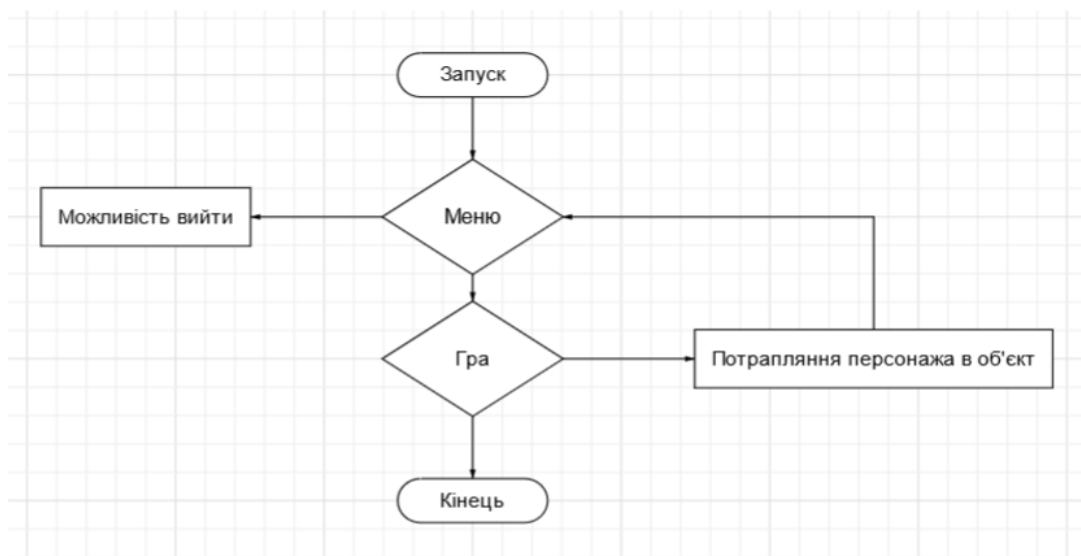 Запуск
Можливість вийти
Меню
Гра
Потрапляння персонажа в об'єкт
Кінець